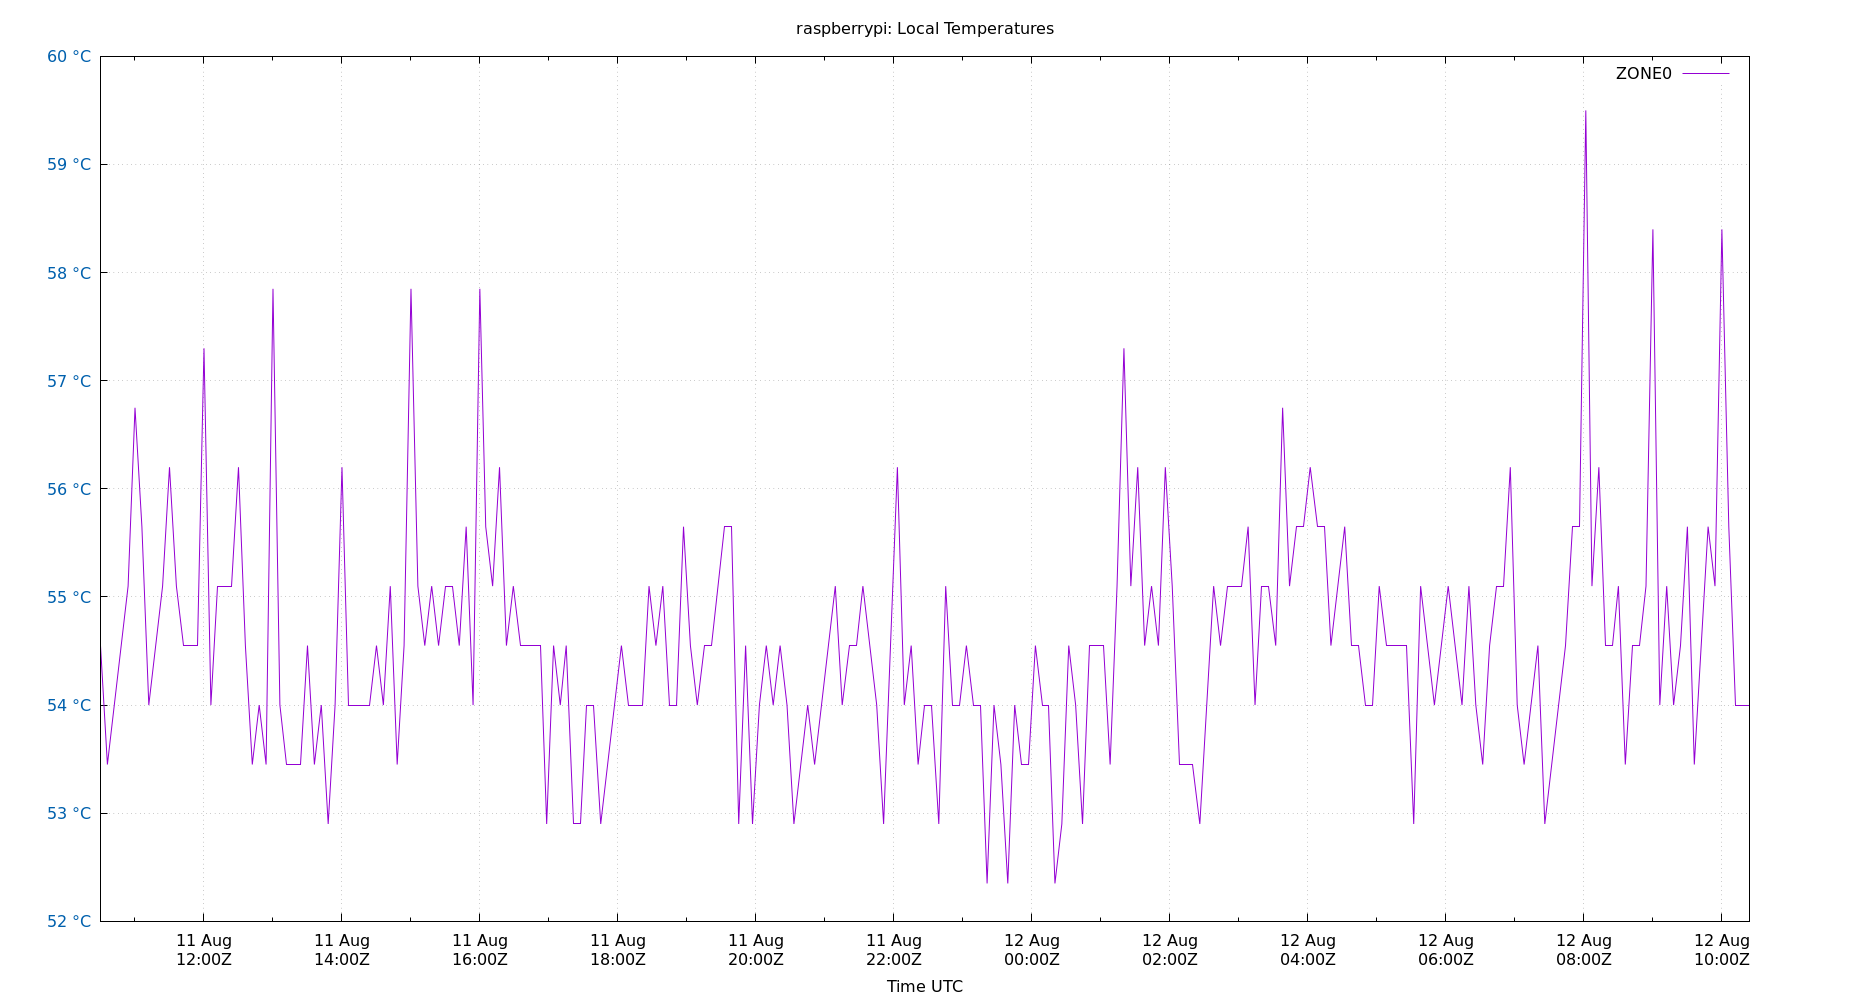 raspberrypi: Local Temperatures
60 °C
59 °C
58 °C
57 °C
56 °C
55 °C
54 °C
53 °C
52 °C
ZONE0
11 Aug 11 Aug 11 Aug 11 Aug 11 Aug 11 Aug 12 Aug 12 Aug 12 Aug 12 Aug 12 Aug 12 Aug
12:00Z 14:00Z 16:00Z 18:00Z 20:00Z 22:00Z 00:00Z 02:00Z 04:00Z 06:00Z 08:00Z 10:00Z
Time UTC